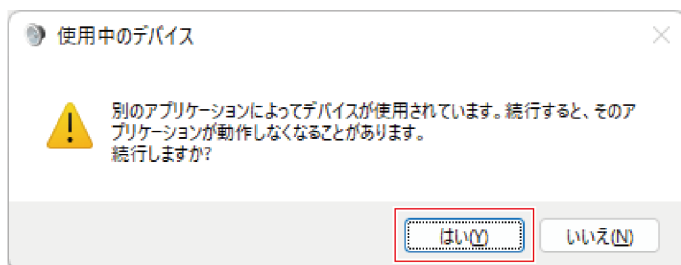 使用中のデバイス
別のアプリケーションによってデバイスが使用されています。続行すると、そのア
プリケーションが動作しなくなることがあります。
続行しますか?
はい(Y)
いいえ(N)